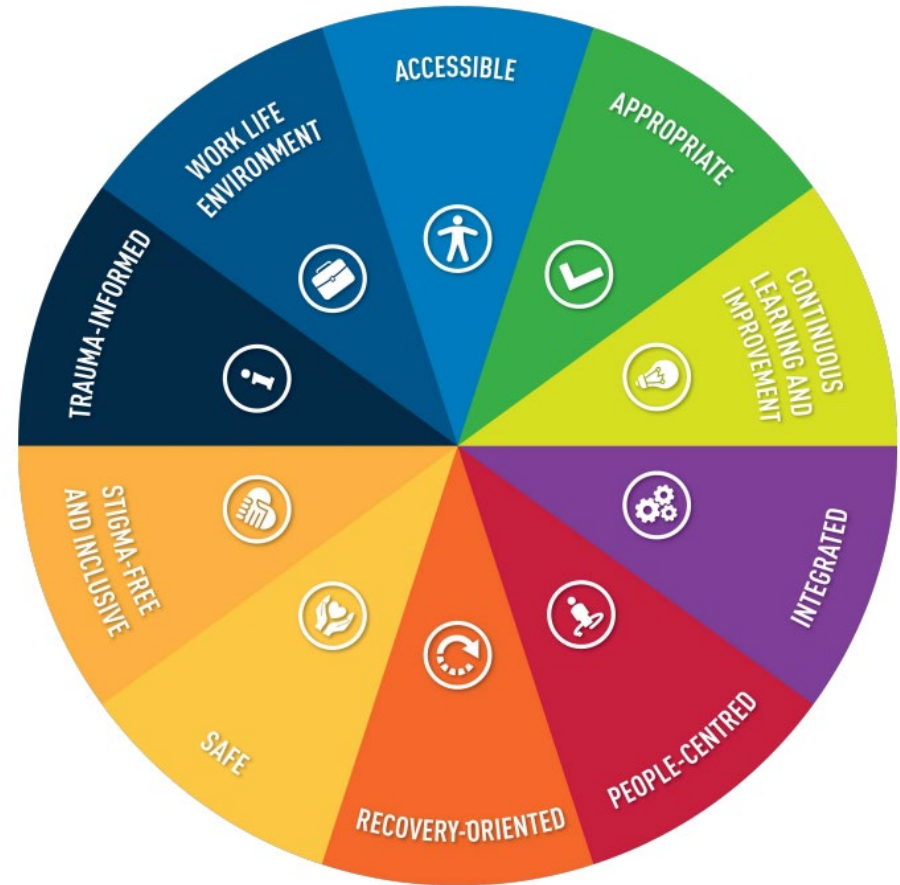 ACCESSIBLE
APPROPRIATE
CONTINUOUS
LEARNING AND
IMPROVEMENT
INTEGRATED
PEOPLE-CENTRED
RECOVERY-ORIENTED
SAFE
STIGMA-FREE
AND INCLUSIVE
TRAUMA-INFORMED
WORK LIFE
ENVIRONMENT